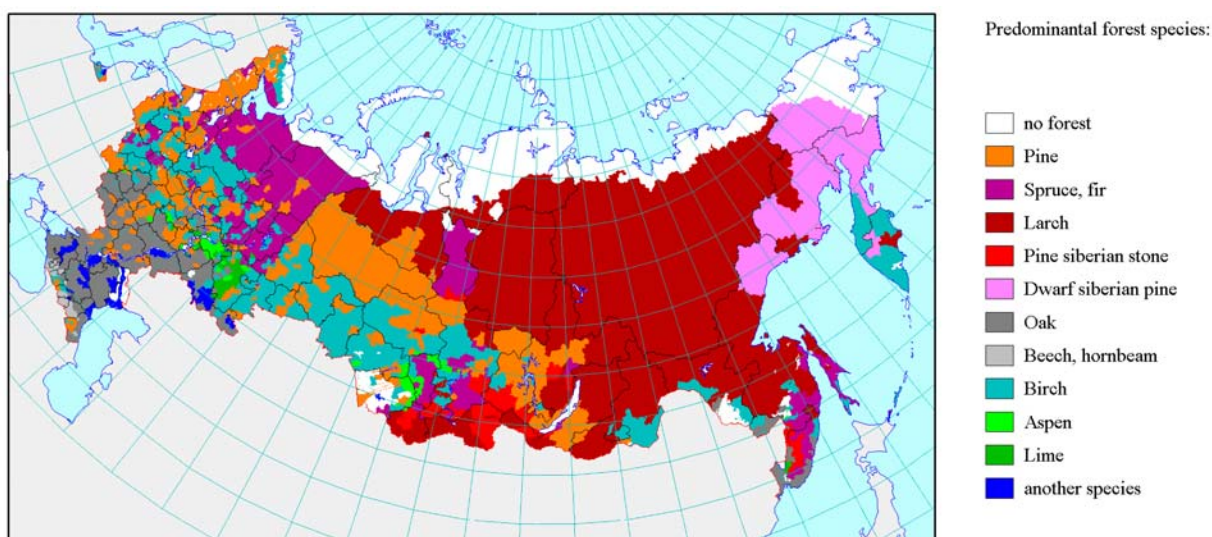 Predominantal forest species:
no forest
Pine
Spruce, fir
Larch
Pine siberian stone
Dwarf siberian pine
Oak
Beech, hornbeam
Birch
Aspen
Lime
another species